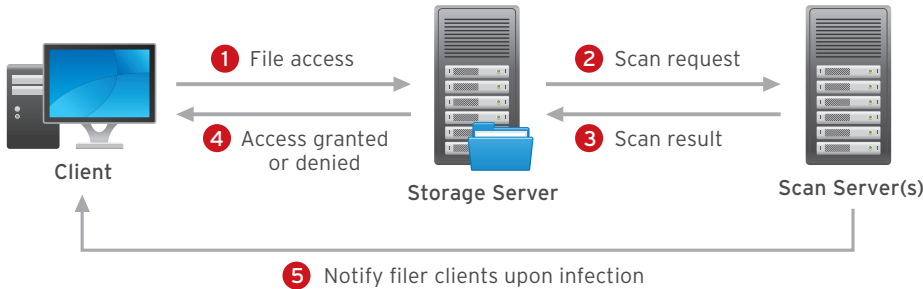 1 File access
2 Scan request
4 Access granted
or denied
3 Scan result
Client
Storage Server
Scan Server(s)
5 Notify filer clients upon infection